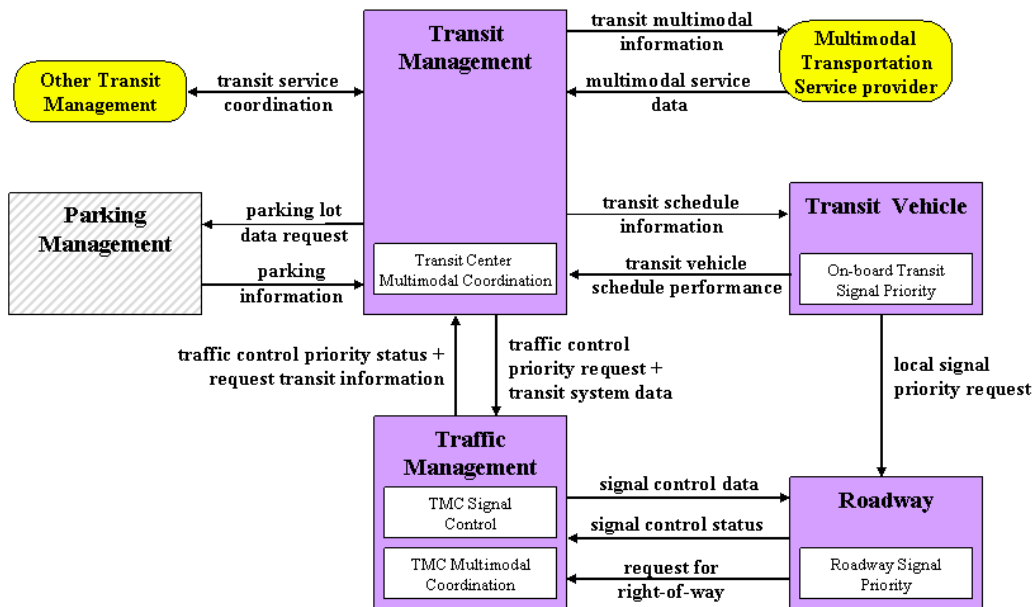 Transit
Management
transit multimodal
information
Multimodal
Transportation
Service provider
Other Transit
Management
transit service
coordination
multimodal service
data
Parking
Management
parking lot
data request
parking
information
Transit Center
Multimodal Coordination
transit schedule
information
transit vehicle
schedule performance
Transit Vehicle
On-board Transit
Signal Priority
traffic control priority status +
request transit information
traffic control
priority request +
transit system data
local signal
priority request
Traffic
Management
TMC Signal
Control
TMC Multimodal
Coordination
signal control data
signal control status
request for
right-of-way
Roadway
Roadway Signal
Priority